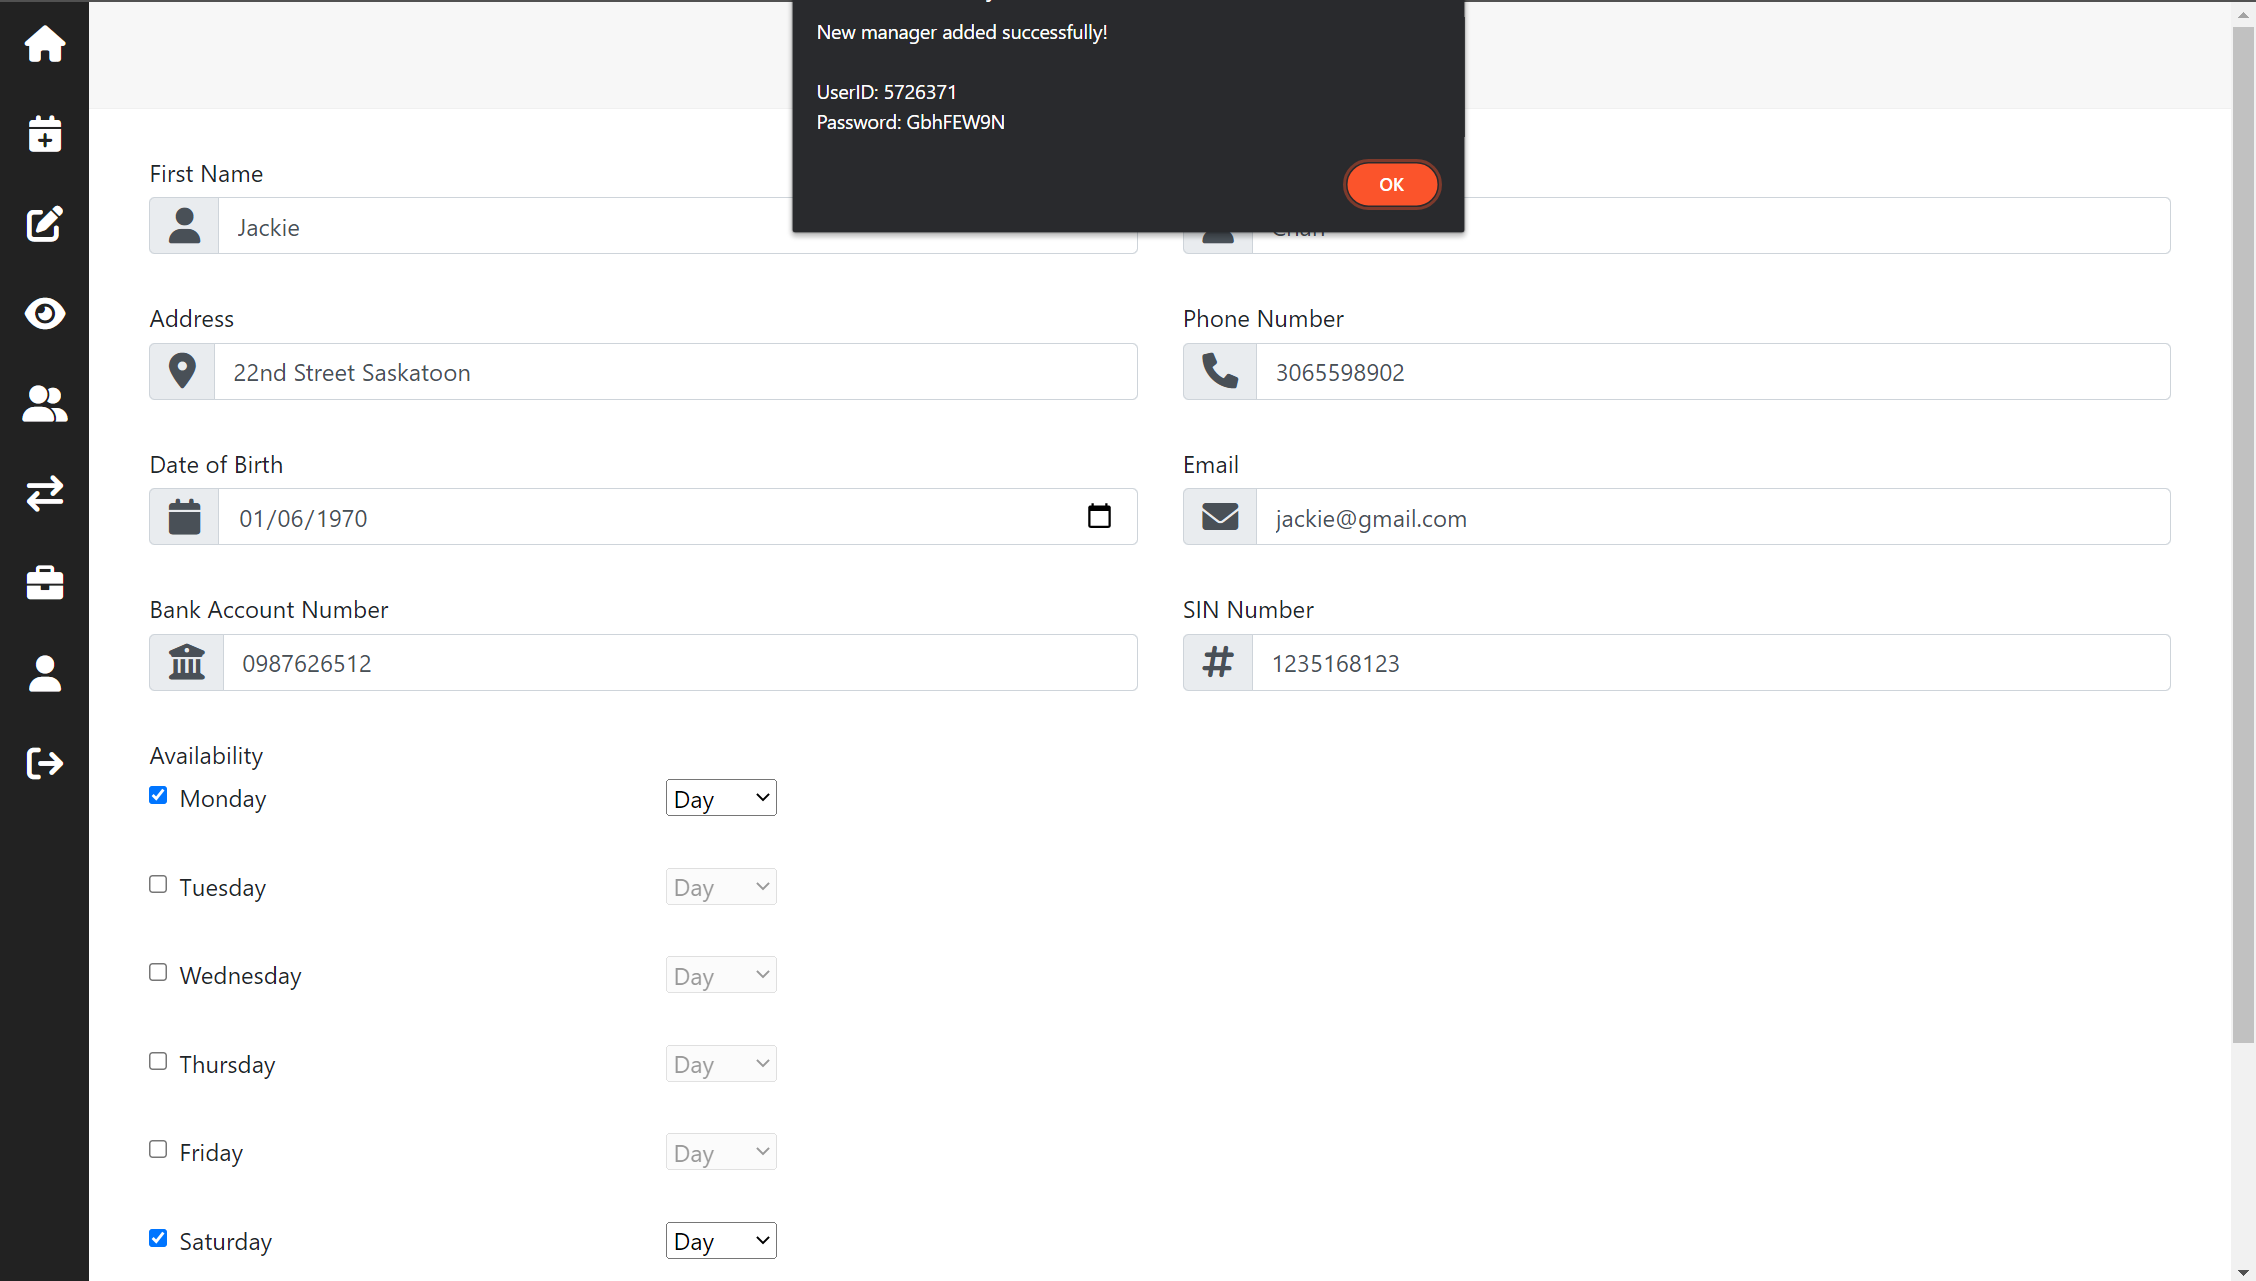 New manager added successfully!
UserID: 5726371
Password: GbhFEW9N
OK
First Name
Jackie
Address
Phone Number
22nd Street Saskatoon
3065598902
Date of Birth
Email
01/06/1970
jackie@gmail.com
Bank Account Number
SIN Number
0987626512
1235168123
Availability
Monday
Day
Tuesday
Day
Wednesday
Day
Thursday
Day
Friday
Day
Saturday
Day